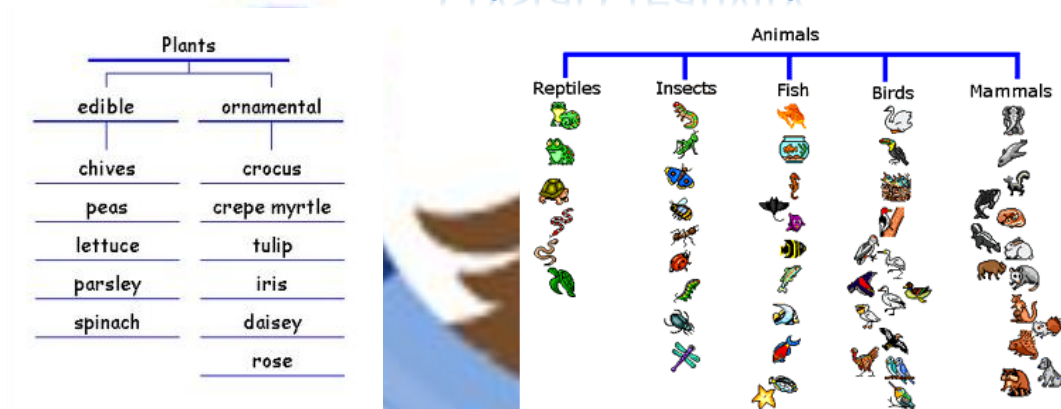 Plants
edible
ornamental
chives
crocus
peas
crepe myrtle
lettuce
tulip
parsley
iris
spinach
daisey
rose
Animals
Reptiles
Insects
Fish
Birds
Mammals